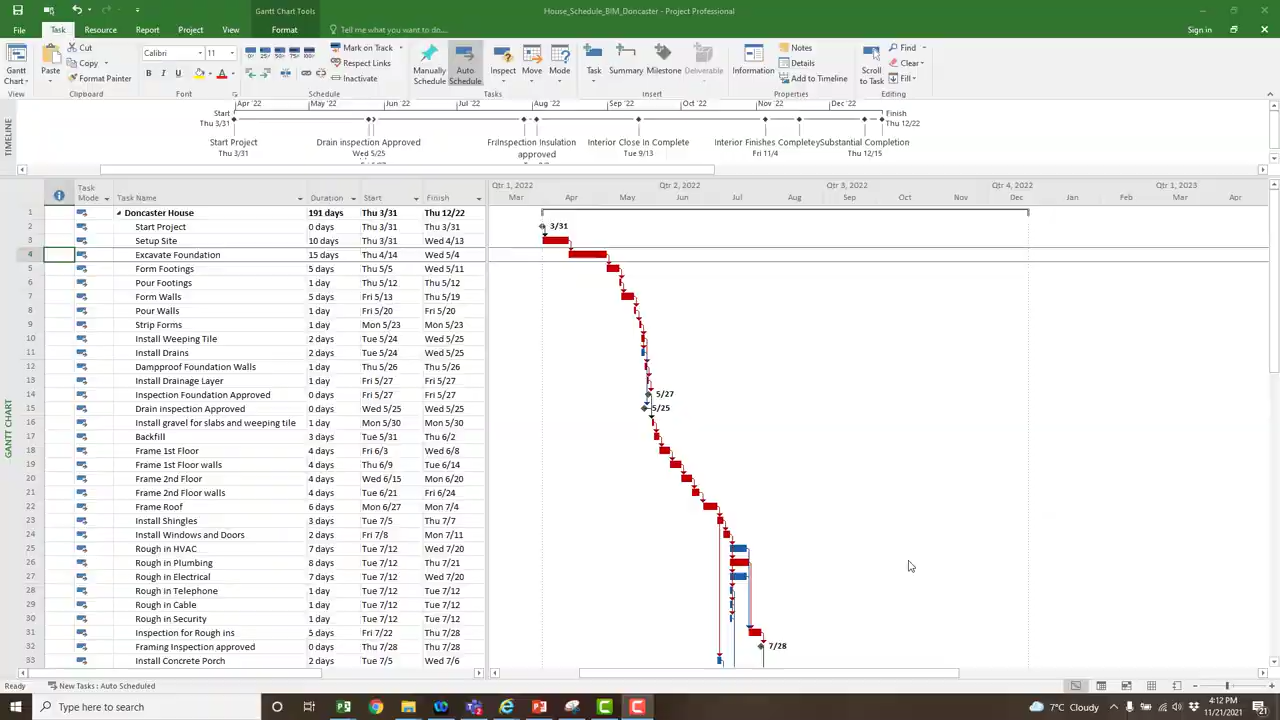 Gantt Chart Tools
House_Schedule_BIM_Doncaster - Project Professional
File Task Resource Report Project View Format Tell me what you want to do... Sign in
Cut Calibri 11 Mark on Track Notes Find
Copy Respect Links Details Clear
Gantt Paste Format Painter B I U Inactivate Manually Auto Inspect Move Mode Task Summary Milestone Deliverable Information Add to Timeline Scroll Fill
Chart Schedule Schedule to Task
View Clipboard Font Schedule Tasks Insert Properties Editing
Apr '22 May '22 Jun '22 Jul '22 Aug '22 Sep '22 Oct '22 Nov '22 Dec '22
Start Finish
Thu 3/31 Thu 12/22
TIMELINE
Start Project Drain inspection Approved Inspection Insulation Interior Close In Complete Interior Finishes Completey Substantial Completion
Thu 3/31 Wed 5/25 approved Tue 9/13 Fri 11/4 Thu 12/15
Task Qtr 1, 2022 Qtr 2, 2022 Qtr 3, 2022 Qtr 4, 2022 Qtr 1, 2023
Mode Task Name Duration Start Finish Mar Apr May Jun Jul Aug Sep Oct Nov Dec Jan Feb Mar Apr
1 Doncaster House 191 days Thu 3/31 Thu 12/22
2 Start Project 0 days Thu 3/31 Thu 3/31 3/31
3 Setup Site 10 days Thu 3/31 Wed 4/13
4 Excavate Foundation 15 days Thu 4/14 Wed 5/4
5 Form Footings 5 days Thu 5/5 Wed 5/11
6 Pour Footings 1 day Thu 5/12 Thu 5/12
7 Form Walls 5 days Fri 5/13 Thu 5/19
8 Pour Walls 1 day Fri 5/20 Fri 5/20
9 Strip Forms 1 day Mon 5/23 Mon 5/23
10 Install Weeping Tile 2 days Tue 5/24 Wed 5/25
11 Install Drains 2 days Tue 5/24 Wed 5/25
12 Dampproof Foundation Walls 1 day Thu 5/26 Thu 5/26
13 Install Drainage Layer 1 day Fri 5/27 Fri 5/27
14 Inspection Foundation Approved 0 days Fri 5/27 Fri 5/27 5/27
15 Drain inspection Approved 0 days Wed 5/25 Wed 5/25 5/25
16 Install gravel for slabs and weeping tile 1 day Mon 5/30 Mon 5/30
17 Backfill 3 days Tue 5/31 Thu 6/2
18 Frame 1st Floor 4 days Fri 6/3 Wed 6/8
19 Frame 1st Floor walls 4 days Thu 6/9 Tue 6/14
20 Frame 2nd Floor 4 days Wed 6/15 Mon 6/20
21 Frame 2nd Floor walls 4 days Tue 6/21 Fri 6/24
22 Frame Roof 6 days Mon 6/27 Mon 7/4
23 Install Shingles 3 days Tue 7/5 Thu 7/7
24 Install Windows and Doors 2 days Fri 7/8 Mon 7/11
25 Rough in HVAC 7 days Tue 7/12 Wed 7/20
26 Rough in Plumbing 8 days Tue 7/12 Thu 7/21
27 Rough in Electrical 7 days Tue 7/12 Wed 7/20
28 Rough in Telephone 1 day Tue 7/12 Tue 7/12
29 Rough in Cable 1 day Tue 7/12 Tue 7/12
30 Rough in Security 1 day Tue 7/12 Tue 7/12
31 Inspection for Rough ins 5 days Fri 7/22 Thu 7/28
32 Framing Inspection approved 0 days Thu 7/28 Thu 7/28 7/28
33 Install Concrete Porch 2 days Tue 7/5 Wed 7/6
GANTT CHART
Ready New Tasks : Auto Scheduled
Type here to search 7°C Cloudy 4:12 PM
11/21/2021 21